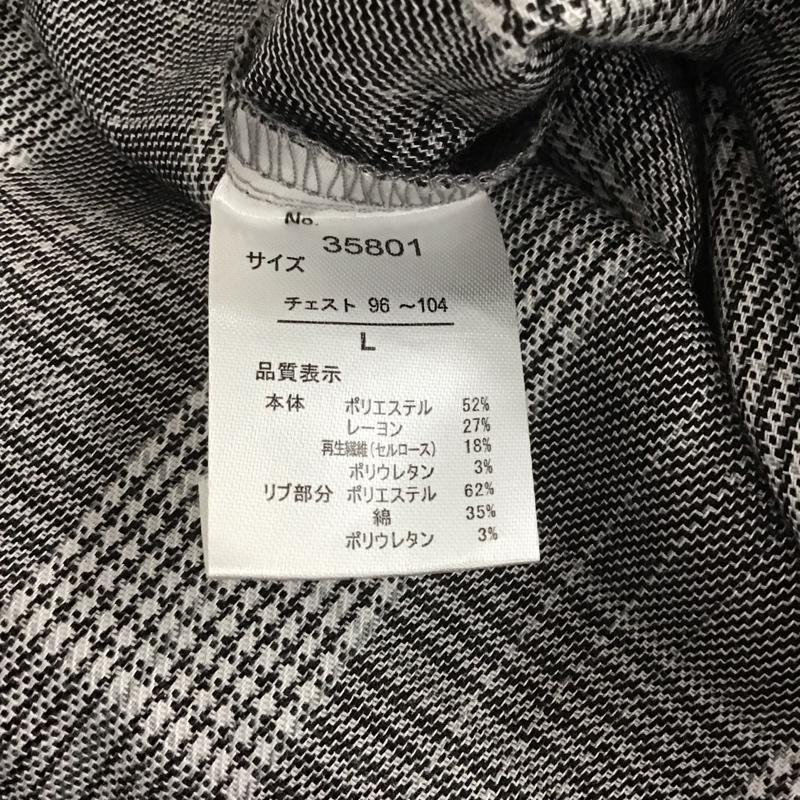 No. 35801
サイズ
チェスト 96 ～104
L
品質表示
本体 ポリエステル 52%
レーヨン 27%
再生繊維(セルロース) 18%
ポリウレタン 3%
リブ部分 ポリエステル 62%
綿 35%
ポリウレタン 3%